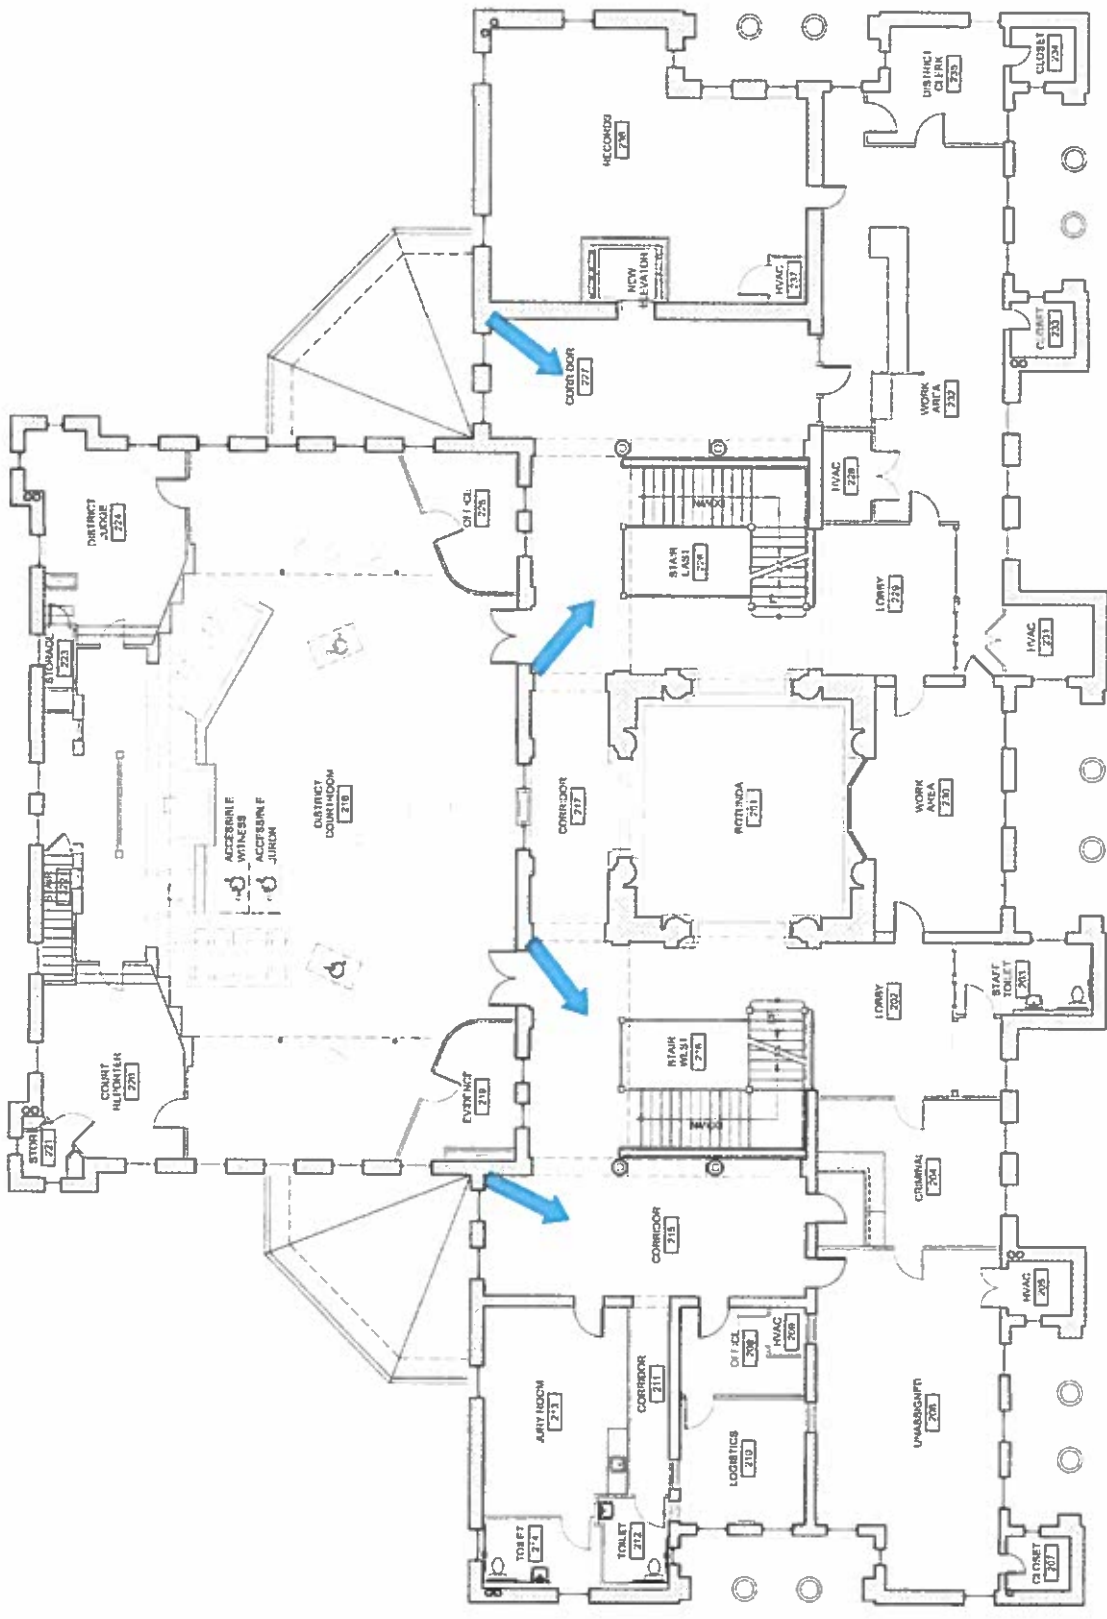 STOR
221
STORAGE
223
COURT
REPORTER
220
DISTRICT
JUDGE
224
ACCESSIBLE
WITNESS
ACCESSIBLE
JUROR
DISTRICT
COURTROOM
218
EVIDENCE
219
OFFICE
225
TOILET
214
JURY ROOM
213
CORRIDOR
217
CORRIDOR
227
RECORDS
236
TOILET
212
CORRIDOR
211
CORRIDOR
215
NEW
ELEVATOR
STAIR
WEST
216
STAIR
EAST
226
DOWN
DOWN
LOGISTICS
210
OFFICE
208
HVAC
209
ROTUNDA
201
HVAC
237
HVAC
228
LOBBY
202
LOBBY
229
UNASSIGNED
206
CRIMINAL
204
WORK
AREA
230
WORK
AREA
232
DISTRICT
CLERK
235
STAFF
TOILET
203
CLOSET
207
HVAC
205
HVAC
231
CLOSET
233
CLOSET
234